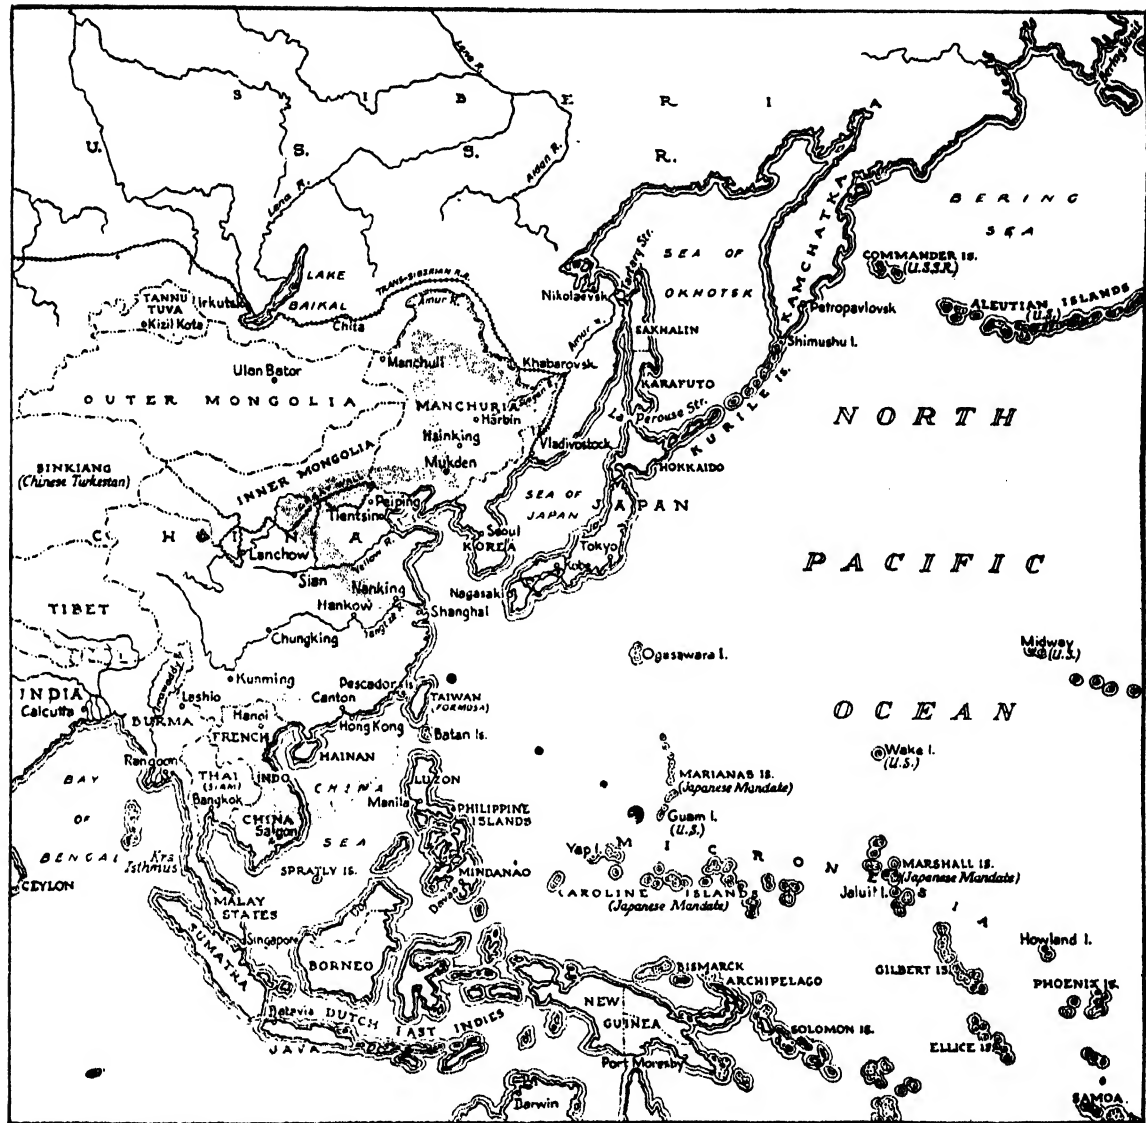 Lena R.
Bering Strait
S I B E R I A
U. S. S. R.
Aldan R.
Lena R.
BERING
SEA
SEA OF
OKHOTSK
KAMCHATKA
COMMANDER IS.
(U.S.S.R.)
ALEUTIAN ISLANDS
(U.S.)
Tartary Str.
LAKE
BAIKAL
TRANS-SIBERIAN R.R.
Amur R.
Nikolaevsk
TANNU
TUVA
Irkutsk
Kizil Kota
Chita
Amur R.
SAKHALIN
Petropavlovsk
Shimushu I.
Manchuli
Khabarovsk
Ulan Bator
KARAFUTO
KURILE IS.
OUTER MONGOLIA
MANCHURIA
Harbin
La Perouse Str.
NORTH
Hsinking
Vladivostock
INNER MONGOLIA
Mukden
HOKKAIDO
SINKIANG
(Chinese Turkestan)
GREAT WALL
Peiping
Tientsin
SEA OF
JAPAN
JAPAN
CHINA
Seoul
KOREA
Lanchow
Yellow R.
Tokyo
Kobe
PACIFIC
Sian
Nanking
Nagasaki
Hankow
Shanghai
TIBET
Yangtze R.
Chungking
Ogasawara I.
Midway
(U.S.)
Kunming
Irrawaddy R.
INDIA
Calcutta
Lashio
Pescadores
Canton
TAIWAN
(FORMOSA)
OCEAN
BURMA
Hanoi
Hong Kong
FRENCH
Batan Is.
HAINAN
Rangoon
Wake I.
(U.S.)
BAY
OF
BENGAL
THAI
(SIAM)
INDO
CHINA
LUZON
MARIANAS IS.
(Japanese Mandate)
Bangkok
Manila
PHILIPPINE
ISLANDS
Guam I.
(U.S.)
CHINA
Saigon
SEA
Yap I.
MICRONESIA
Kra
Isthmus
SPRATLY IS.
MINDANAO
MARSHALL IS.
(Japanese Mandate)
CEYLON
Davao
CAROLINE ISLANDS
(Japanese Mandate)
Jaluit I.
MALAY
STATES
SUMATRA
Singapore
Howland I.
BORNEO
BISMARCK
ARCHIPELAGO
GILBERT IS.
PHOENIX IS.
NEW
GUINEA
Batavia
DUTCH EAST INDIES
SOLOMON IS.
JAVA
ELLICE IS.
Port Moresby
Darwin
SAMOA